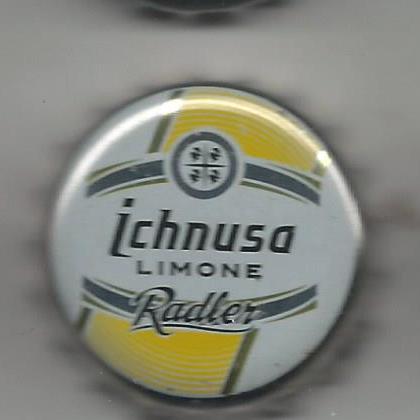 ichnusa
LIMONE
Radler